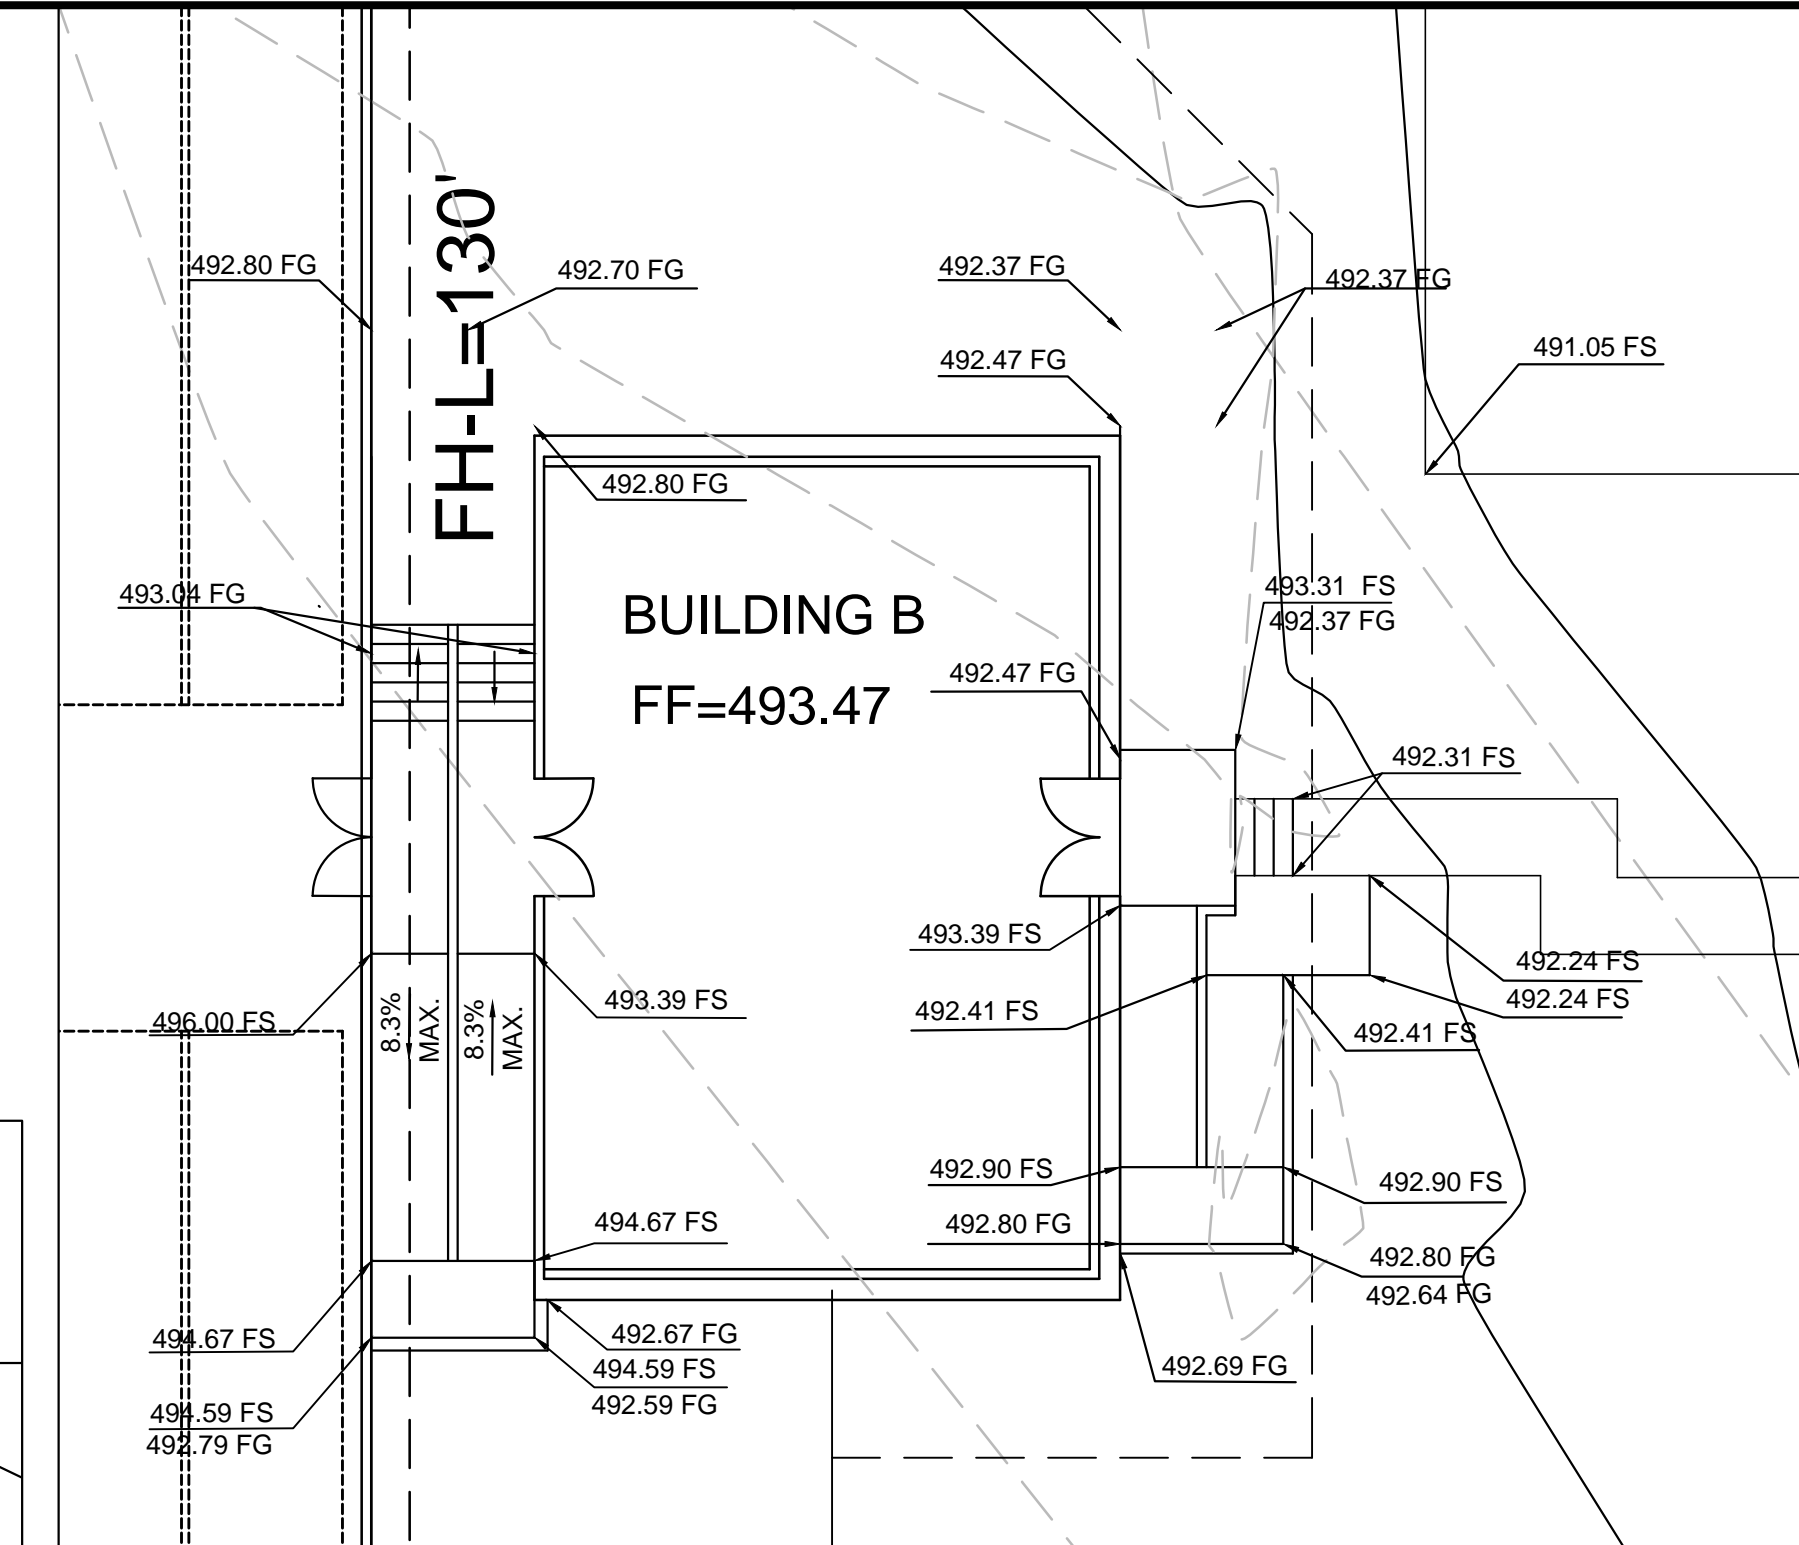 FH-L=130'
492.80 FG
492.70 FG
492.37 FG
492.37 FG
492.47 FG
491.05 FS
492.80 FG
493.04 FG
BUILDING B
FF=493.47
493.31 FS
492.37 FG
492.47 FG
492.31 FS
493.39 FS
492.24 FS
492.24 FS
496.00 FS
8.3%
MAX.
8.3%
MAX.
493.39 FS
492.41 FS
492.41 FS
492.90 FS
492.90 FS
494.67 FS
492.80 FG
492.80 FG
492.64 FG
494.67 FS
492.67 FG
494.59 FS
492.59 FG
492.69 FG
494.59 FS
492.79 FG